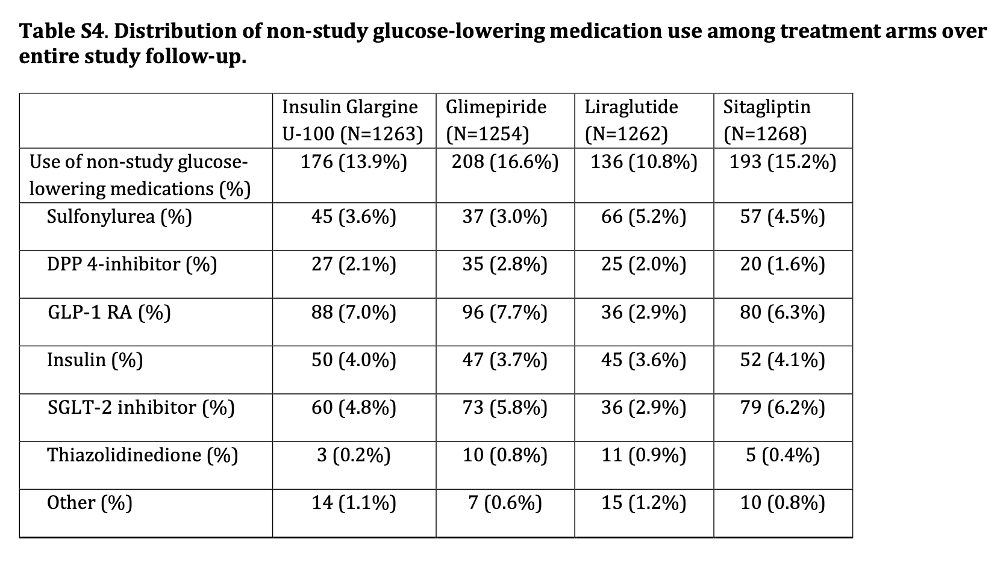 Table S4. Distribution of non-study glucose-lowering medication use among treatment arms over
entire study follow-up.
Insulin Glargine U-100 (N=1263) Glimepiride (N=1254) Liraglutide (N=1262) Sitagliptin (N=1268)
Use of non-study glucose-lowering medications (%) 176 (13.9%) 208 (16.6%) 136 (10.8%) 193 (15.2%)
Sulfonylurea (%) 45 (3.6%) 37 (3.0%) 66 (5.2%) 57 (4.5%)
DPP 4-inhibitor (%) 27 (2.1%) 35 (2.8%) 25 (2.0%) 20 (1.6%)
GLP-1 RA (%) 88 (7.0%) 96 (7.7%) 36 (2.9%) 80 (6.3%)
Insulin (%) 50 (4.0%) 47 (3.7%) 45 (3.6%) 52 (4.1%)
SGLT-2 inhibitor (%) 60 (4.8%) 73 (5.8%) 36 (2.9%) 79 (6.2%)
Thiazolidinedione (%) 3 (0.2%) 10 (0.8%) 11 (0.9%) 5 (0.4%)
Other (%) 14 (1.1%) 7 (0.6%) 15 (1.2%) 10 (0.8%)